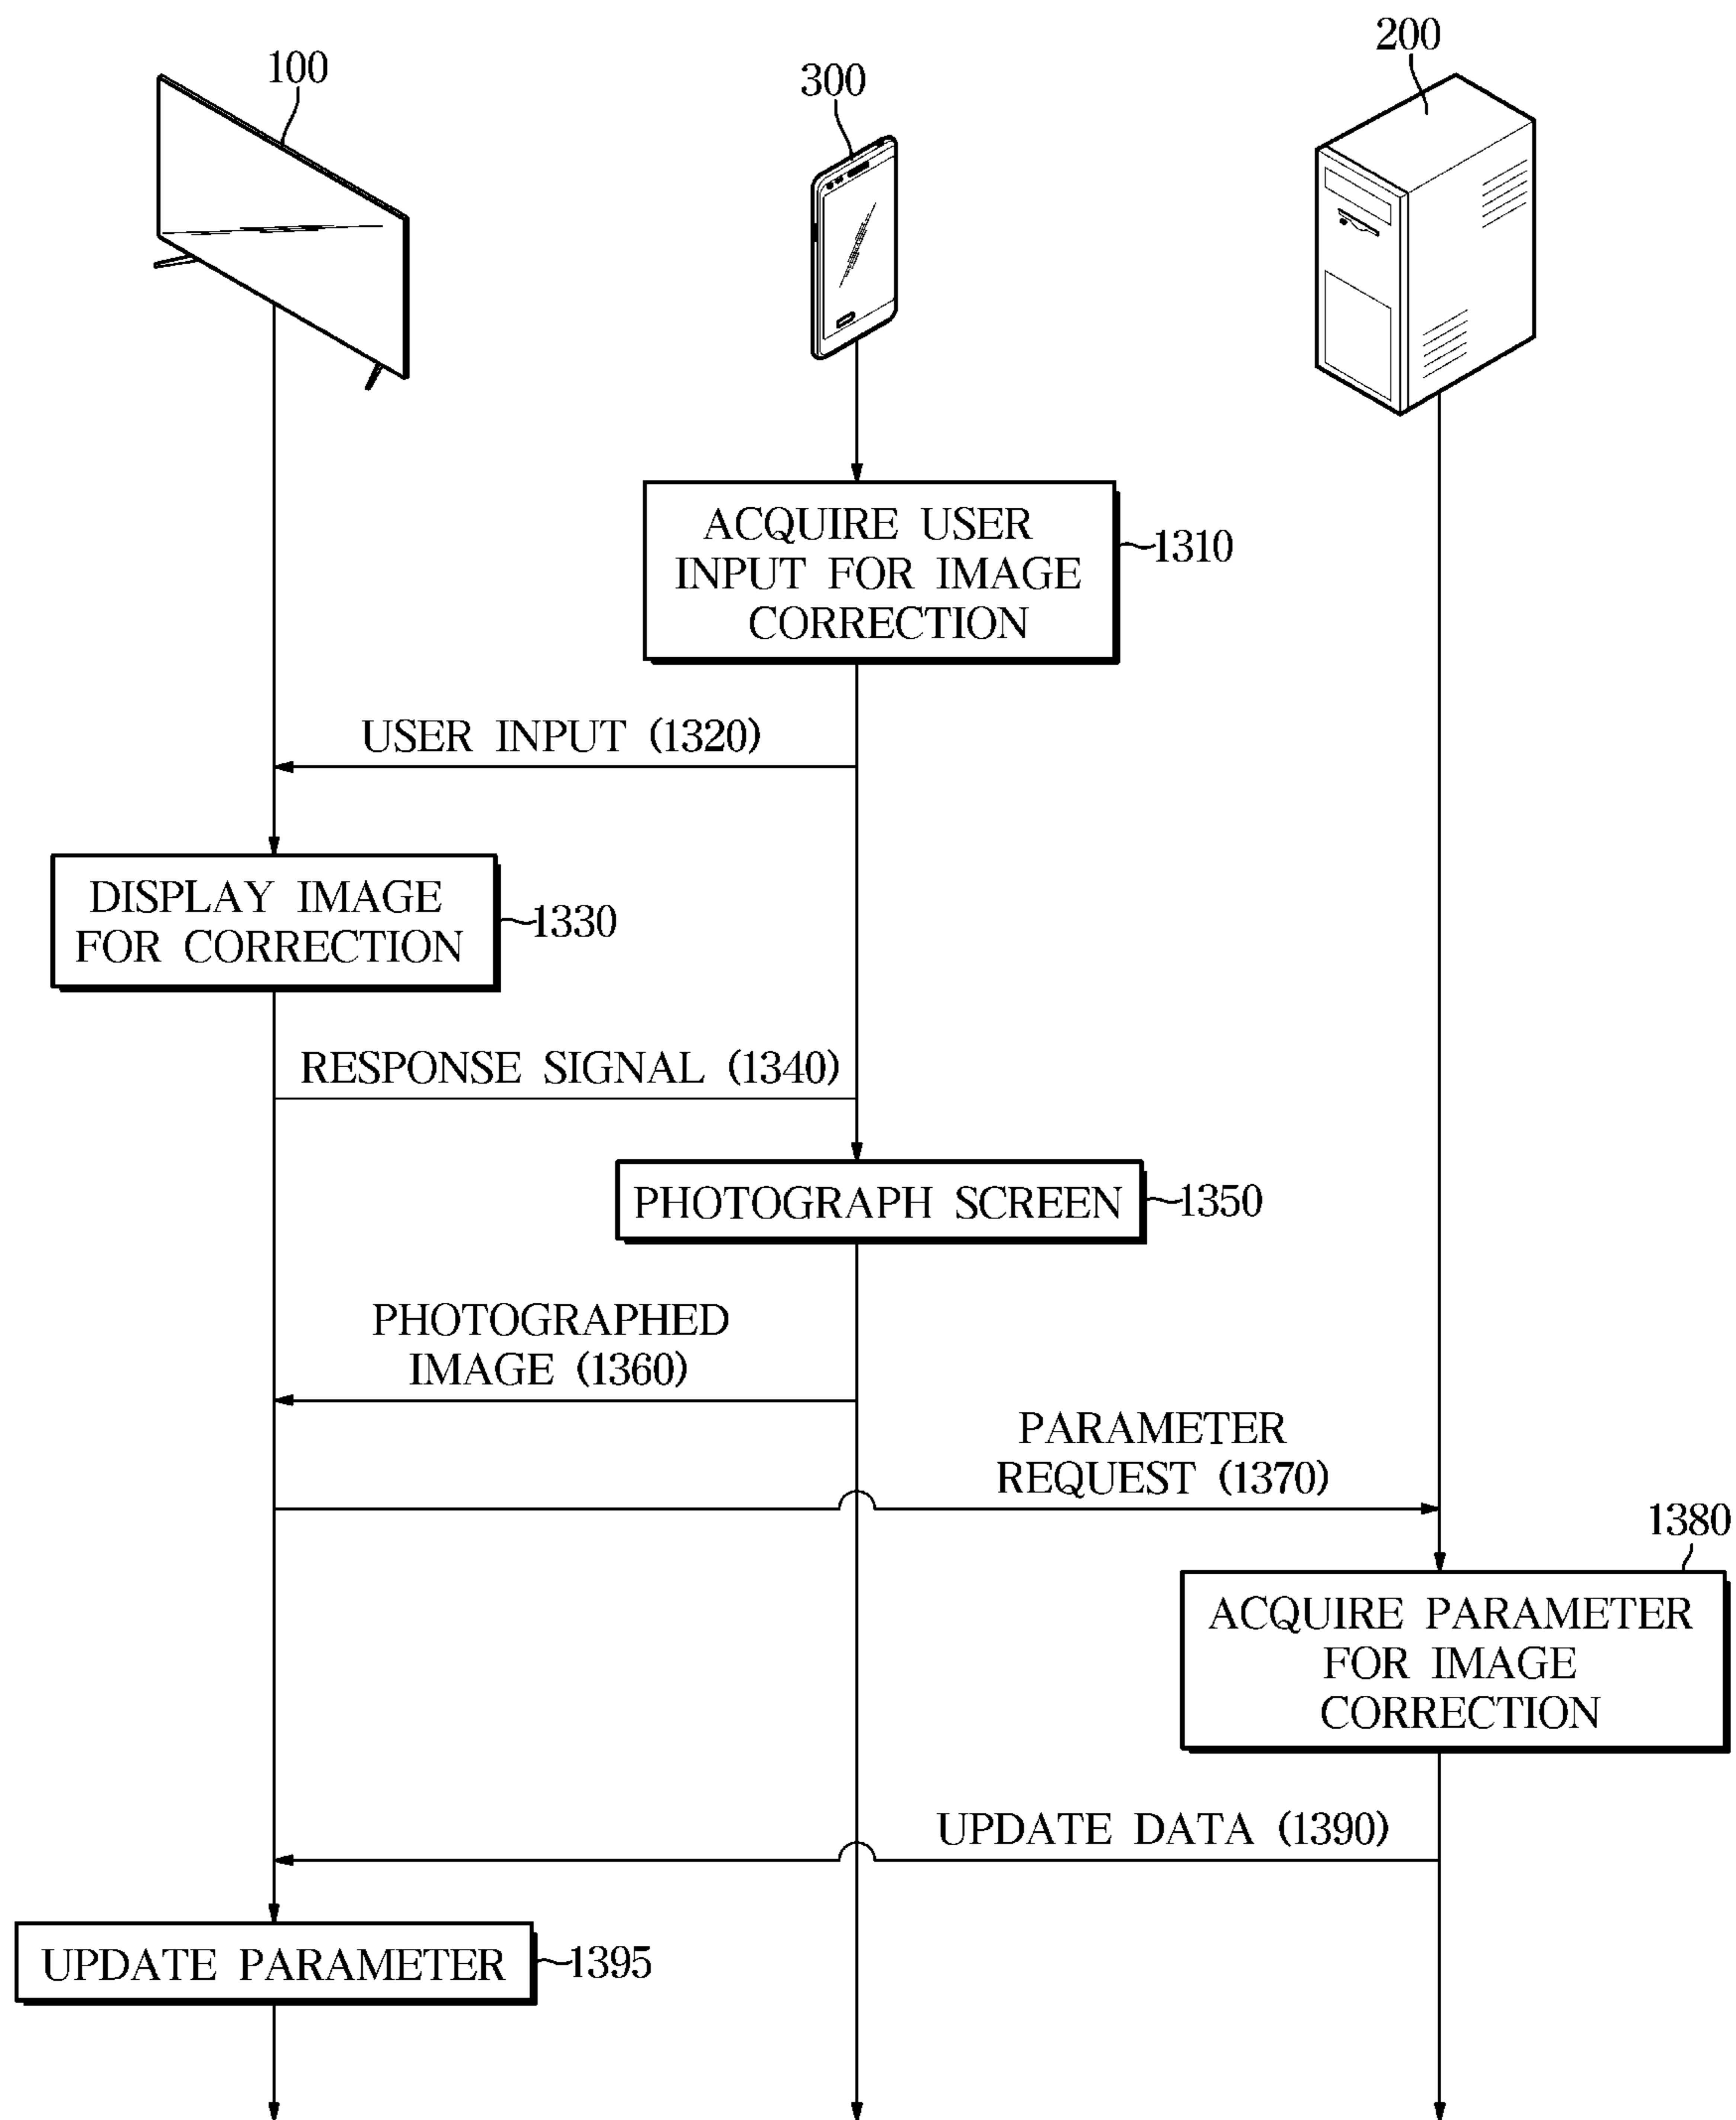 100
300
200
ACQUIRE USER
INPUT FOR IMAGE
CORRECTION
1310
USER INPUT (1320)
DISPLAY IMAGE
FOR CORRECTION
1330
RESPONSE SIGNAL (1340)
PHOTOGRAPH SCREEN
1350
PHOTOGRAPHED
IMAGE (1360)
PARAMETER
REQUEST (1370)
1380
ACQUIRE PARAMETER
FOR IMAGE
CORRECTION
UPDATE DATA (1390)
UPDATE PARAMETER
1395